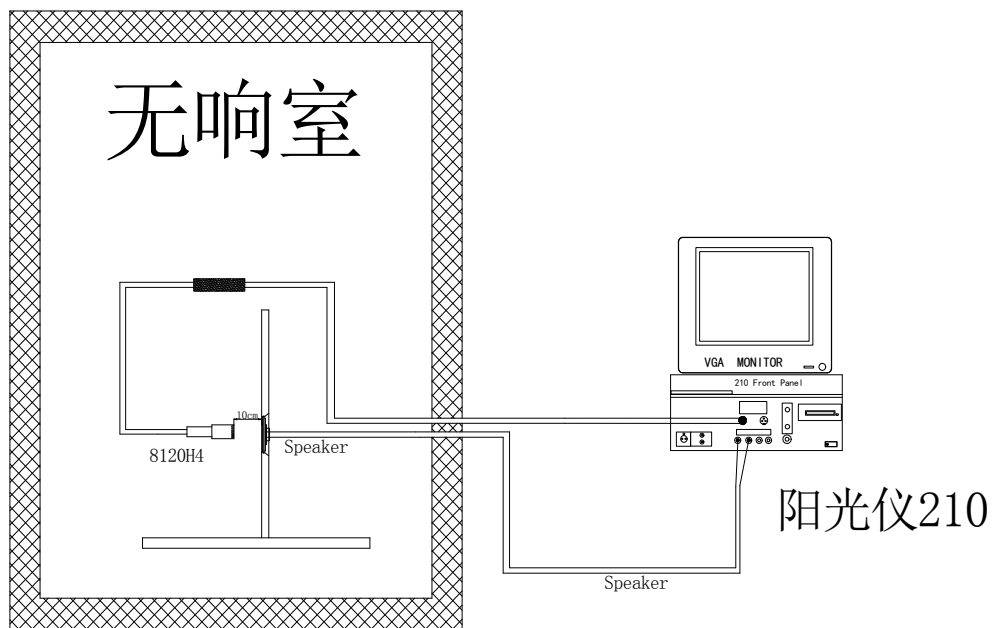 无响室
VGA MONITOR
210 Front Panel
10cm
Speaker
8120H4
阳光仪210
Speaker